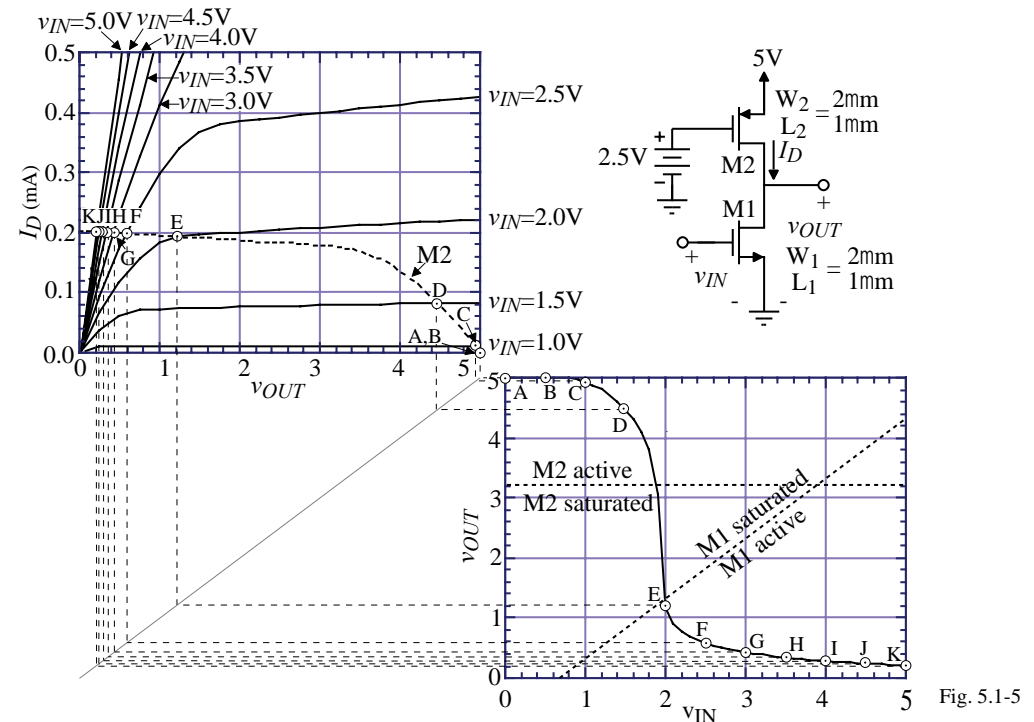 vIN=5.0V
vIN=4.5V
vIN=4.0V
vIN=3.5V
vIN=3.0V
vIN=2.5V
vIN=2.0V
vIN=1.5V
vIN=1.0V
0.5
0.4
0.3
0.2
0.1
0.0
ID (mA)
K J I H F
G
E
M2
D
C
A,B
0 1 2 3 4 5
vOUT
5V
W2
L2
=
2mm
1mm
ID
M2
2.5V
+
-
M1
vOUT
+
-
vIN
+
-
W1
L1
=
2mm
1mm
5
4
3
2
1
0
vOUT
A B C
D
M2 active
M2 saturated
M1 saturated
M1 active
E
F
G
H
I
J
K
0 1 2 3 4 5
vIN
Fig. 5.1-5